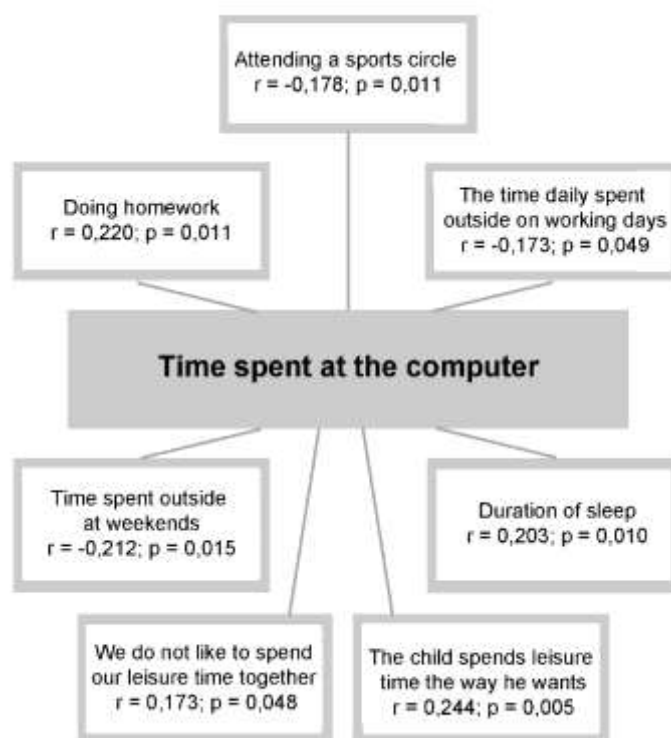 Attending a sports circle
r = -0,178; p = 0,011
Doing homework
r = 0,220; p = 0,011
The time daily spent
outside on working days
r = -0,173; p = 0,049
Time spent at the computer
Time spent outside
at weekends
r = -0,212; p = 0,015
Duration of sleep
r = 0,203; p = 0,010
We do not like to spend
our leisure time together
r = 0,173; p = 0,048
The child spends leisure
time the way he wants
r = 0,244; p = 0,005